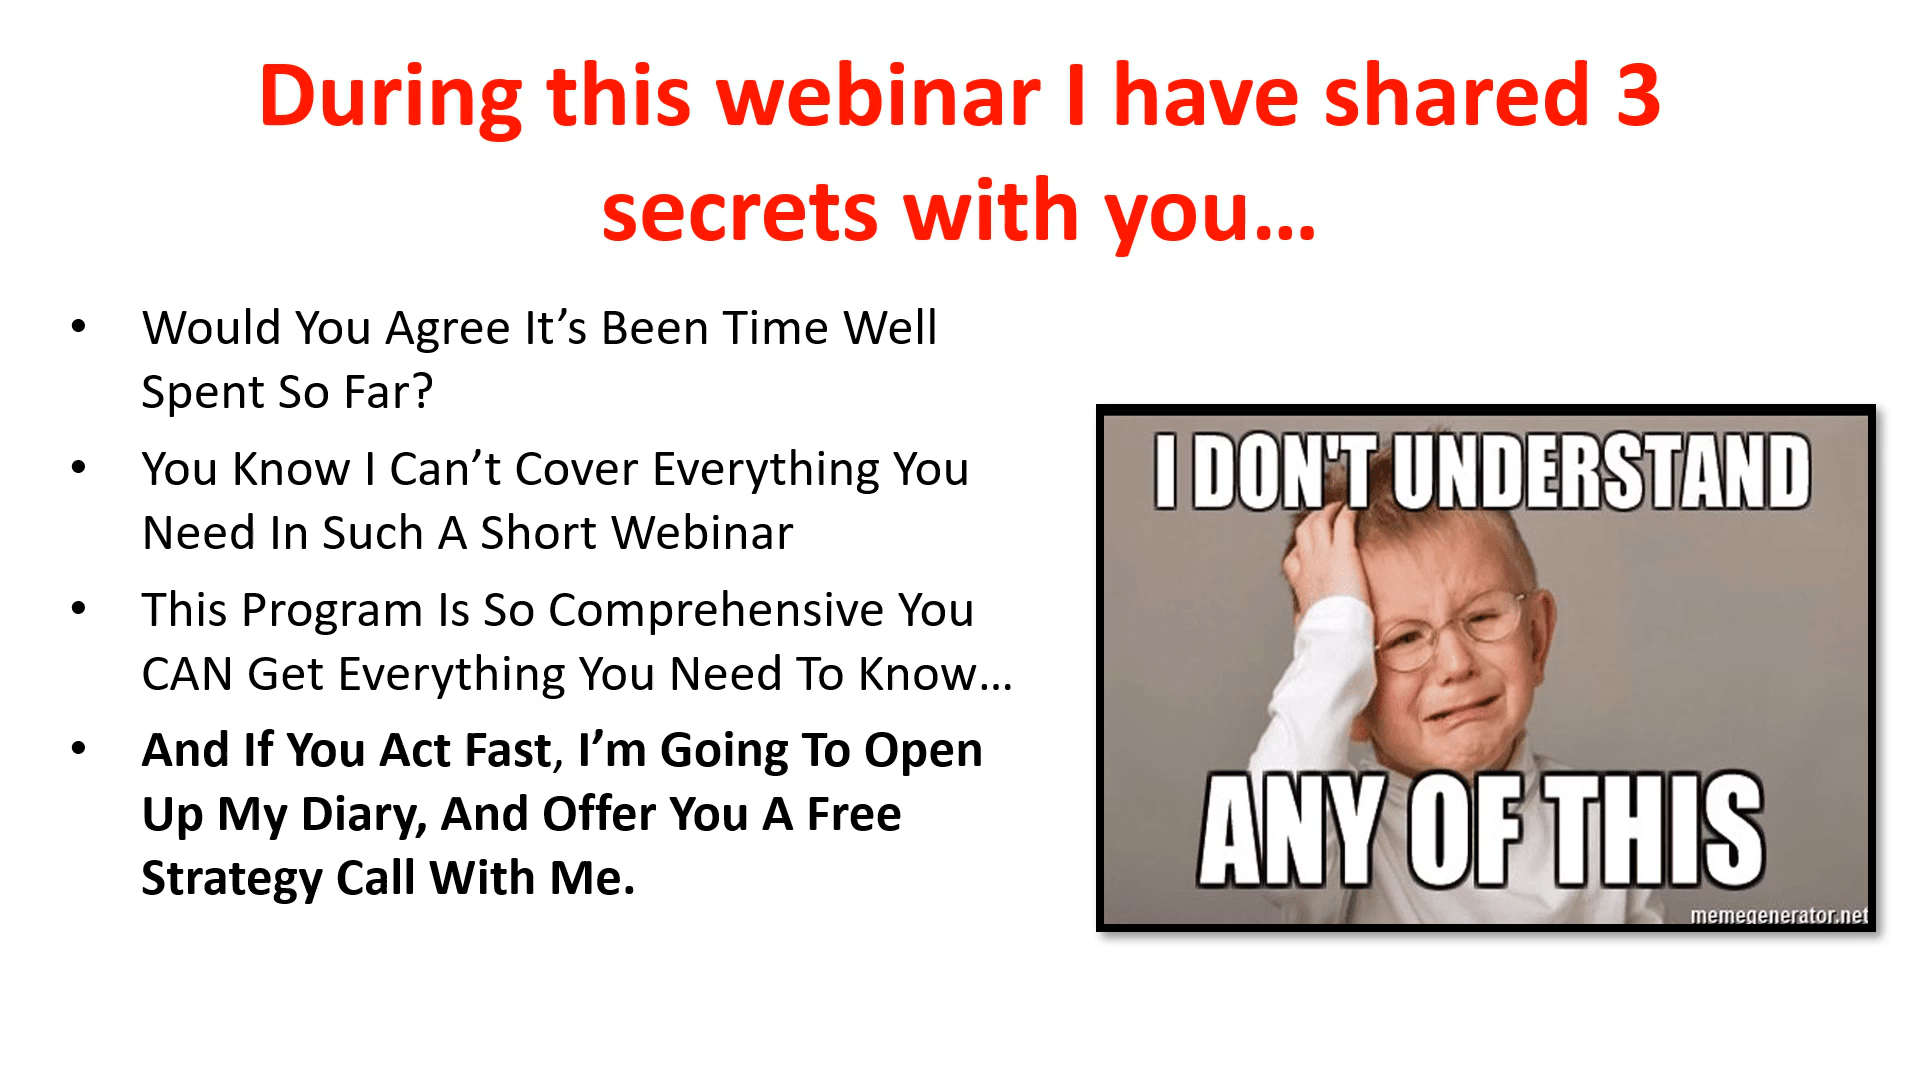 During this webinar I have shared 3
secrets with you…
• Would You Agree It’s Been Time Well
Spent So Far?
• You Know I Can’t Cover Everything You
Need In Such A Short Webinar
• This Program Is So Comprehensive You
CAN Get Everything You Need To Know…
• And If You Act Fast, I’m Going To Open
Up My Diary, And Offer You A Free
Strategy Call With Me.
I DON'T UNDERSTAND
ANY OF THIS
memegenerator.net